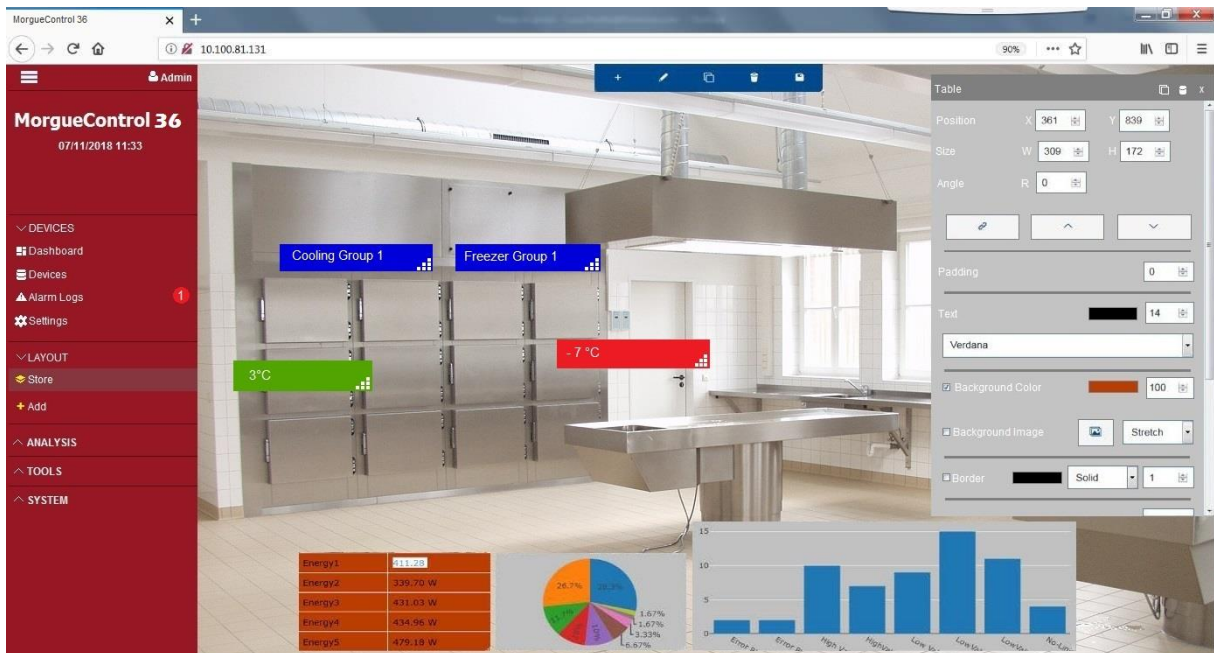 MorgueControl 36
10.100.81.131
90%
Admin
MorgueControl 36
07/11/2018 11:33
DEVICES
Dashboard
Devices
Alarm Logs 1
Settings
LAYOUT
Store
+ Add
ANALYSIS
TOOLS
SYSTEM
Cooling Group 1
Freezer Group 1
3°C
- 7 °C
Table x
Position X 361 Y 839
Size W 309 H 172
Angle R 0
Padding 0
Text 14
Verdana
Background Color 100
Background Image Stretch
Border Solid 1
Energy1 411.28
Energy2 339.70 W
Energy3 431.03 W
Energy4 434.96 W
Energy5 479.18 W
26.7%
11.7%
10%
1.67%
1.67%
3.33%
6.67%
15
10
5
0